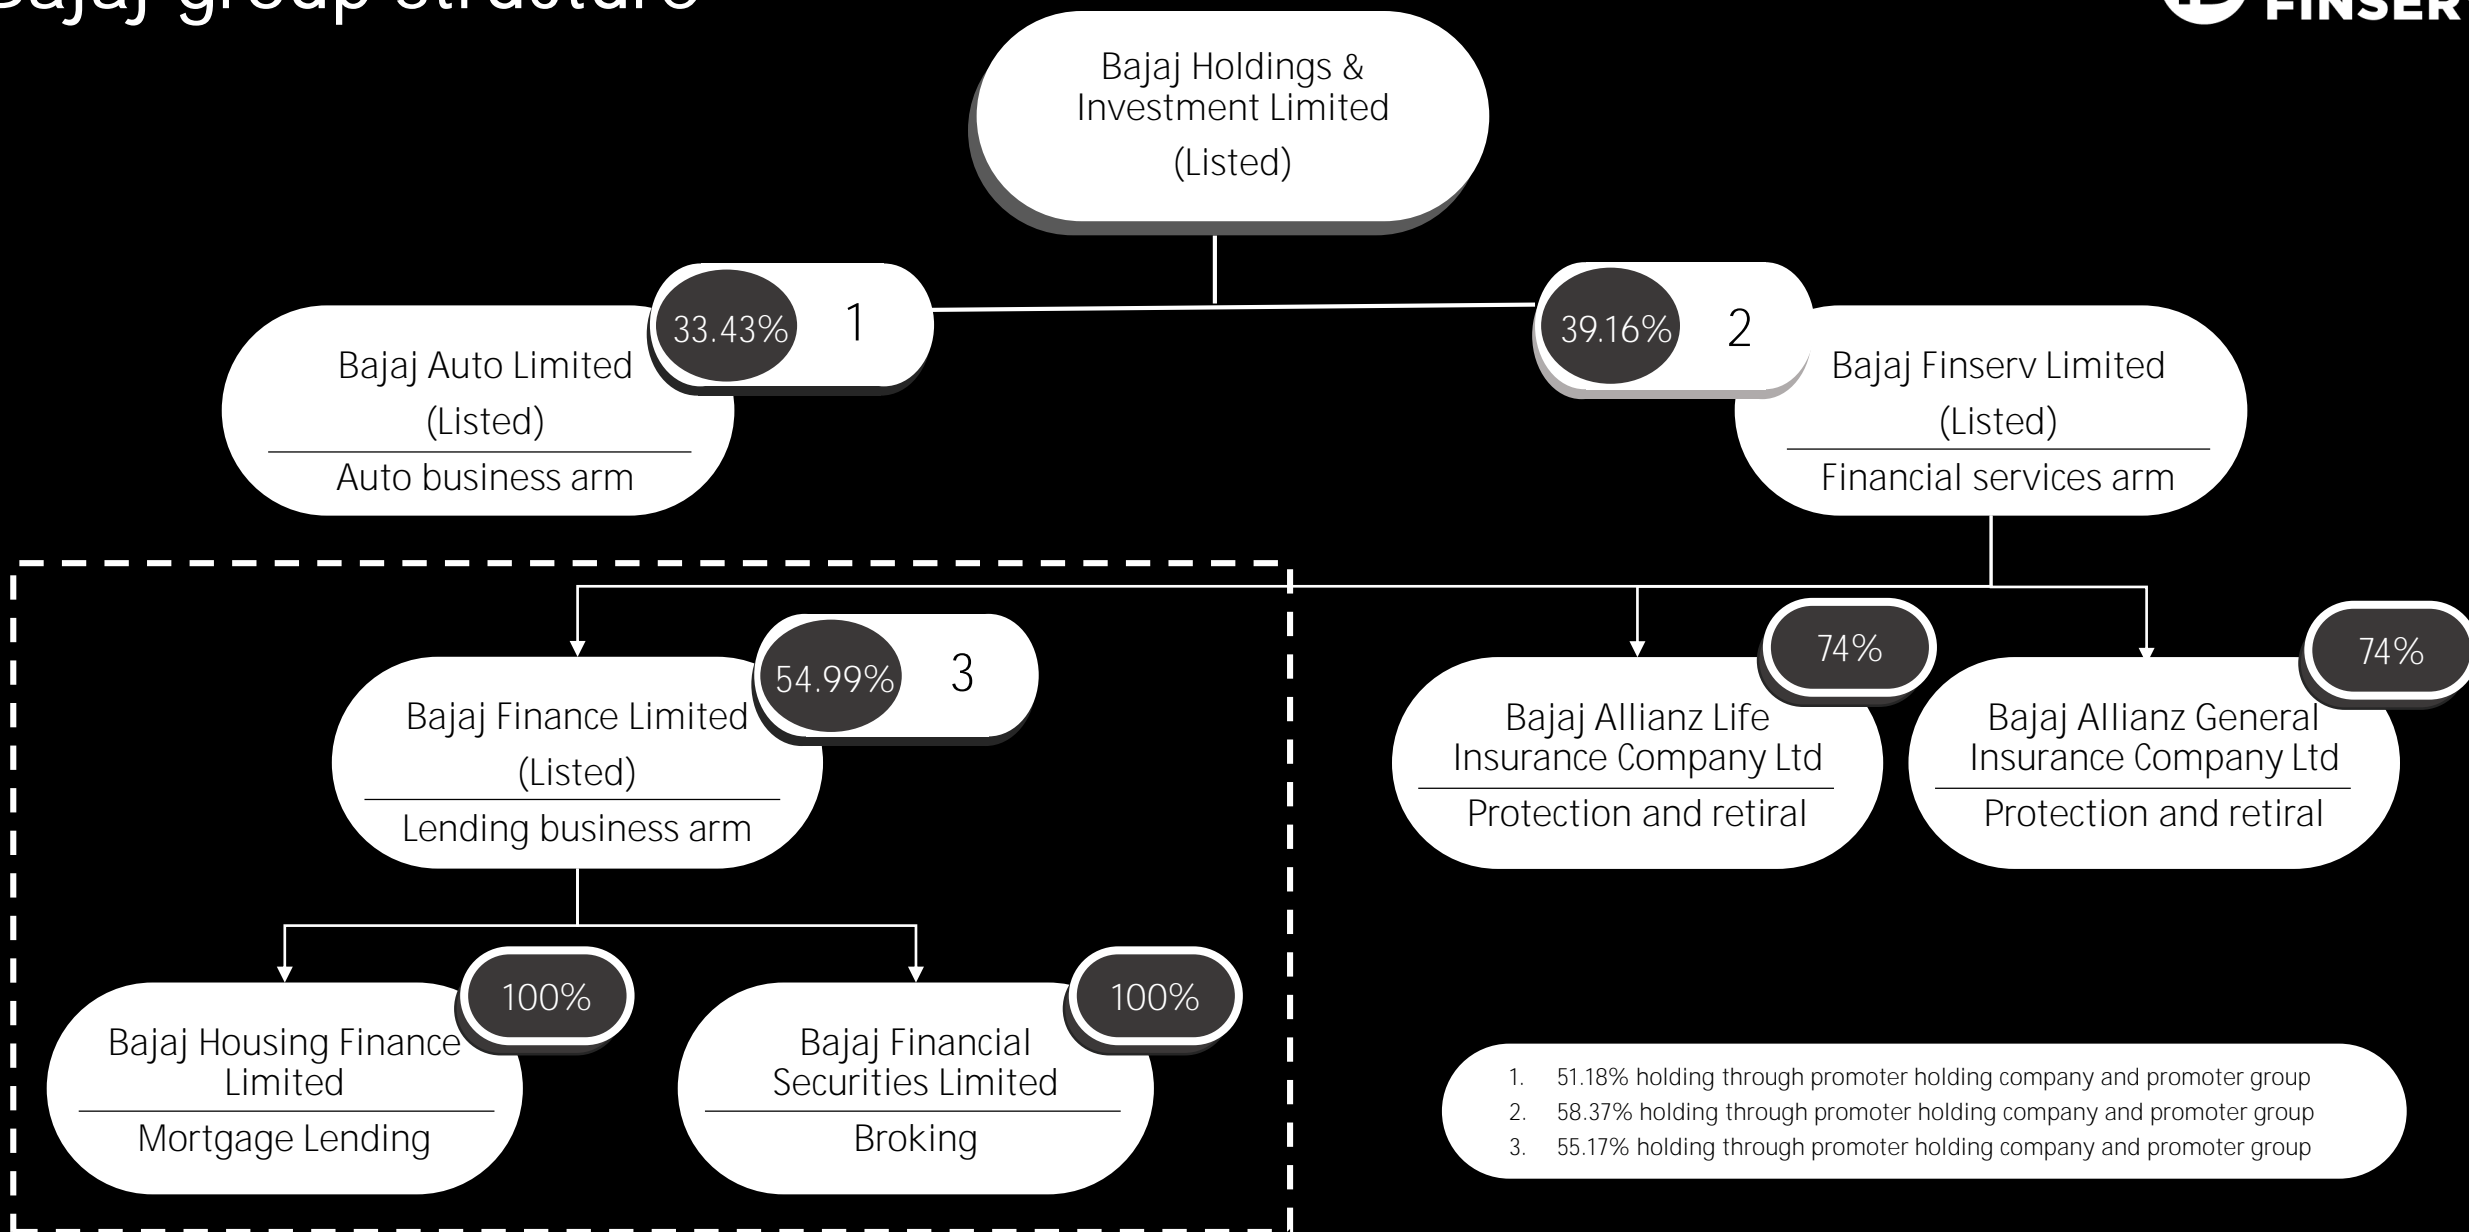 Bajaj group structure
FINSER
Bajaj Holdings &
Investment Limited
(Listed)
33.43% 1
39.16% 2
Bajaj Auto Limited
(Listed)
Auto business arm
Bajaj Finserv Limited
(Listed)
Financial services arm
54.99% 3
74%
74%
Bajaj Finance Limited
(Listed)
Lending business arm
Bajaj Allianz Life
Insurance Company Ltd
Protection and retiral
Bajaj Allianz General
Insurance Company Ltd
Protection and retiral
100%
100%
Bajaj Housing Finance
Limited
Mortgage Lending
Bajaj Financial
Securities Limited
Broking
1. 51.18% holding through promoter holding company and promoter group
2. 58.37% holding through promoter holding company and promoter group
3. 55.17% holding through promoter holding company and promoter group